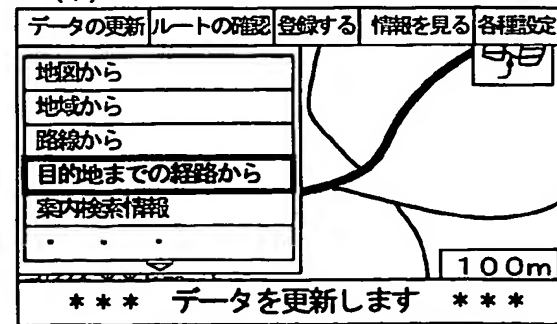 データの更新 ルートの確認 登録する 情報を見る 各種設定
地図から
地域から
路線から
目的地までの経路から
案内検索情報
・ ・ ・
100m
*** データを更新します ***